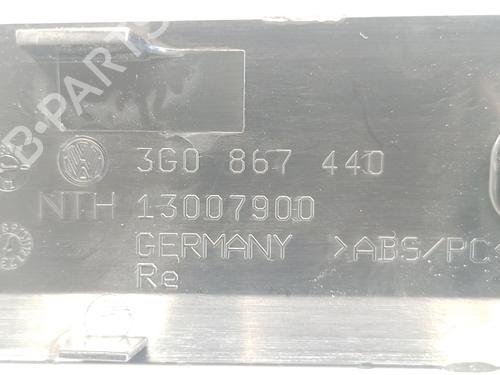 B-PARTS
3G0 867 440
NTH 13007900
GERMANY >ABS/PC
Re